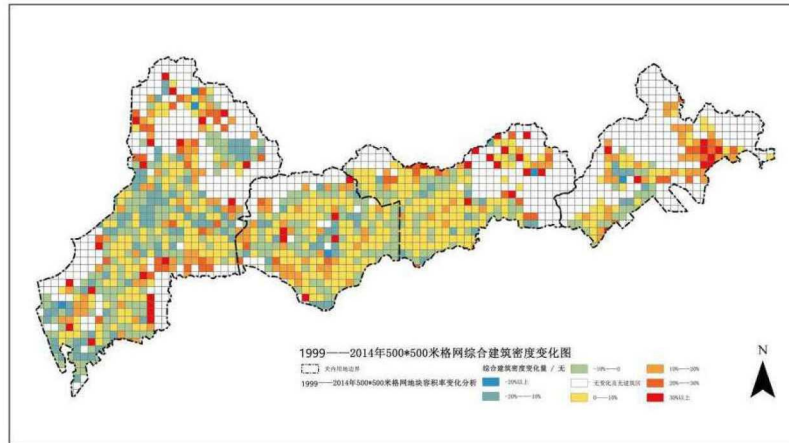 1999——2014年500*500米格网综合建筑密度变化图
关内用地边界
1999——2014年500*500米格网地块容积率变化分析
综合建筑密度变化量 / 无
-20%以上
-20%——-10%
-10%——0
无变化及无建筑区
0——10%
10%——20%
20%——30%
30%以上
N